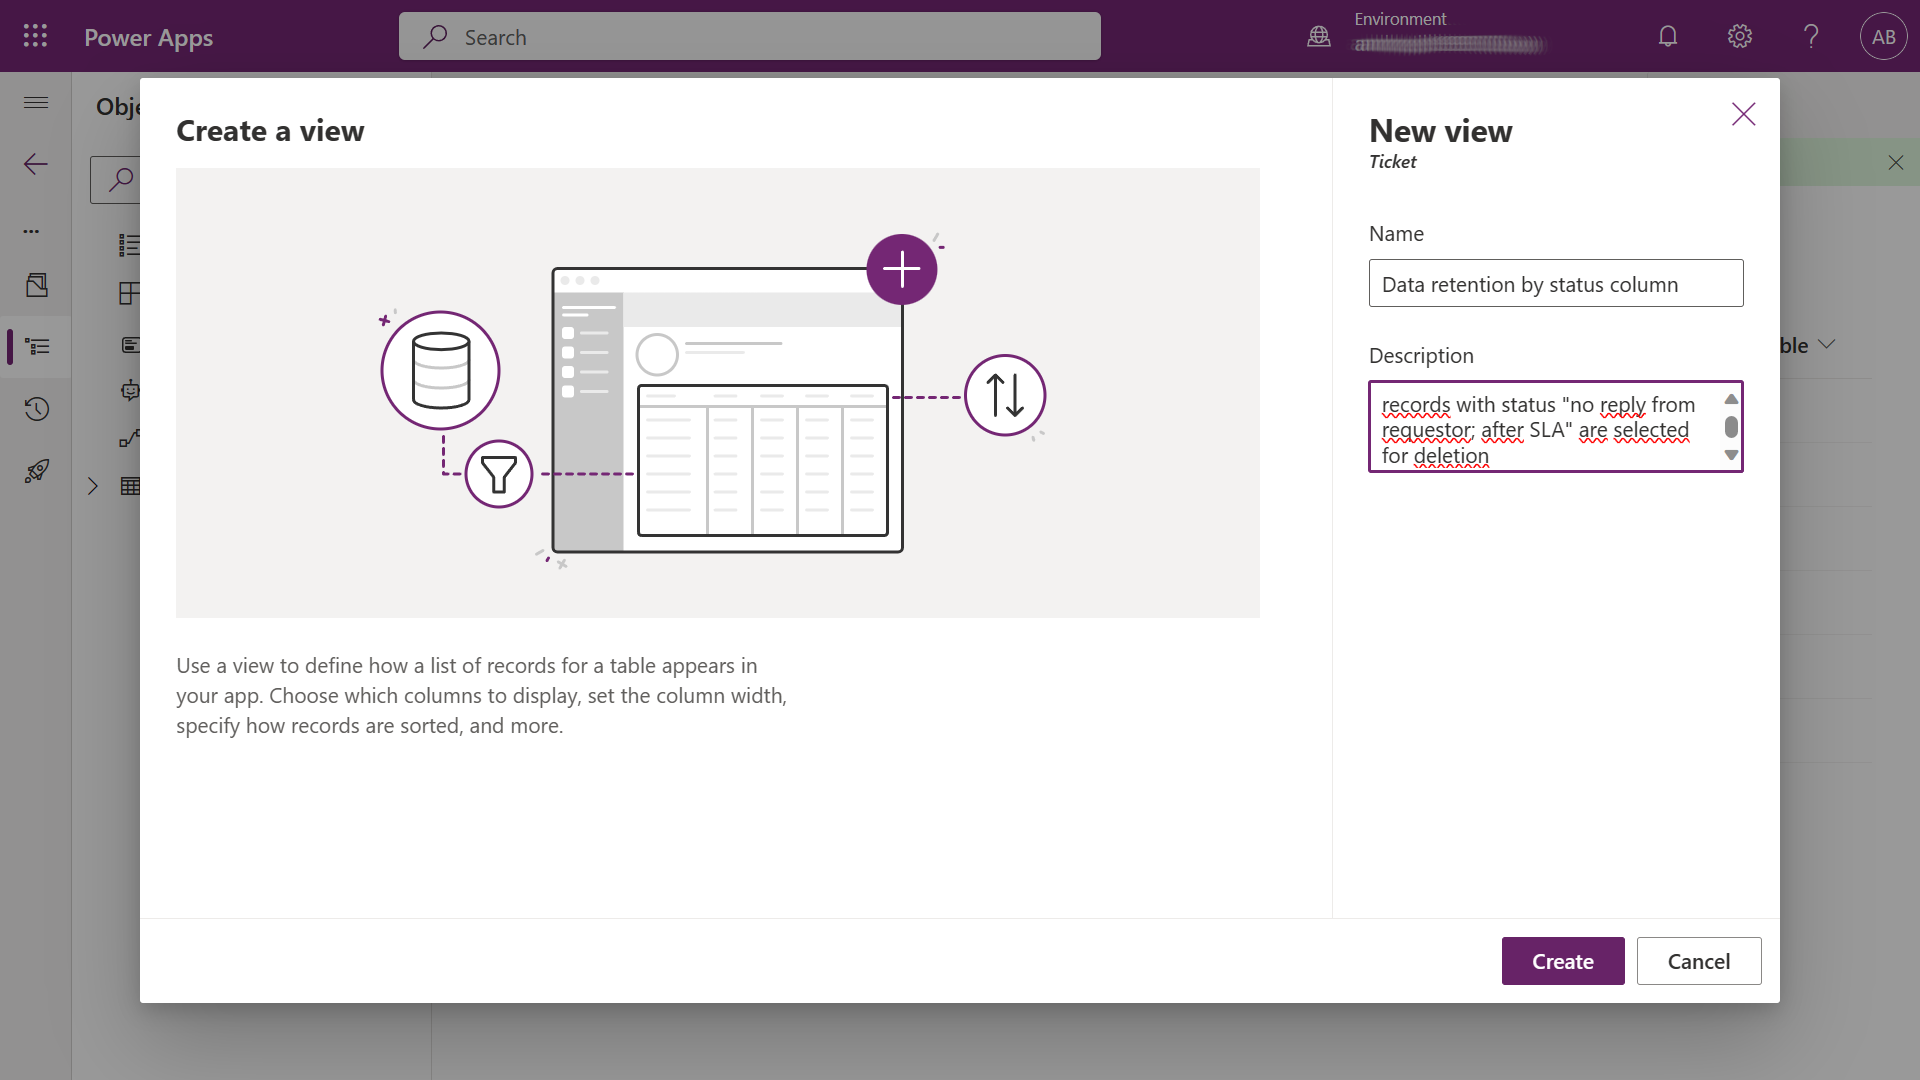 Power Apps
Search
Environment
AB
Obje
Create a view
New view
Ticket
Name
Data retention by status column
ble
Description
records with status "no reply from
requestor; after SLA" are selected
for deletion
Use a view to define how a list of records for a table appears in
your app. Choose which columns to display, set the column width,
specify how records are sorted, and more.
Create
Cancel